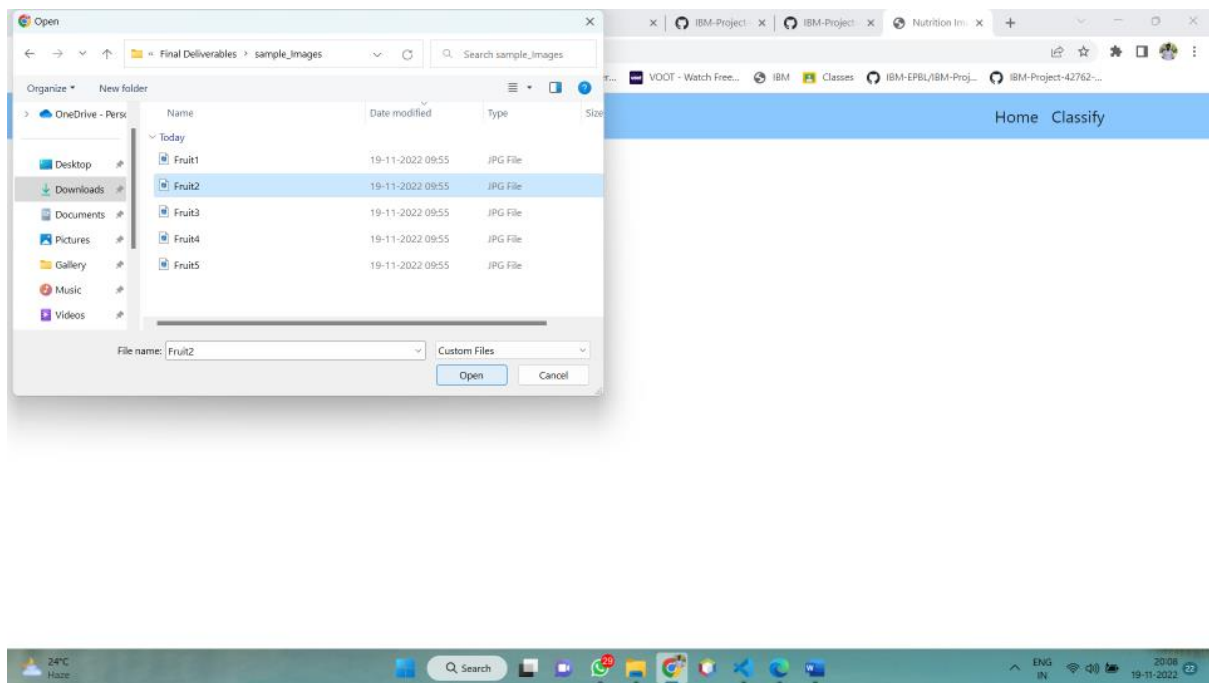 Open
IBM-Project
IBM-Project
Nutrition Im
« Final Deliverables > sample_Images
Search sample_Images
Organize
New folder
VOOT - Watch Free...
IBM
Classes
IBM-EPBL/IBM-Proj...
IBM-Project-42762-...
OneDrive - Pers
Name
Date modified
Type
Size
Home
Classify
Today
Desktop
Fruit1
19-11-2022 09:55
JPG File
Downloads
Fruit2
19-11-2022 09:55
JPG File
Documents
Fruit3
19-11-2022 09:55
JPG File
Pictures
Fruit4
19-11-2022 09:55
JPG File
Gallery
Fruit5
19-11-2022 09:55
JPG File
Music
Videos
File name:
Fruit2
Custom Files
Open
Cancel
24°C
Haze
Search
29
ENG
IN
20:08
19-11-2022
22